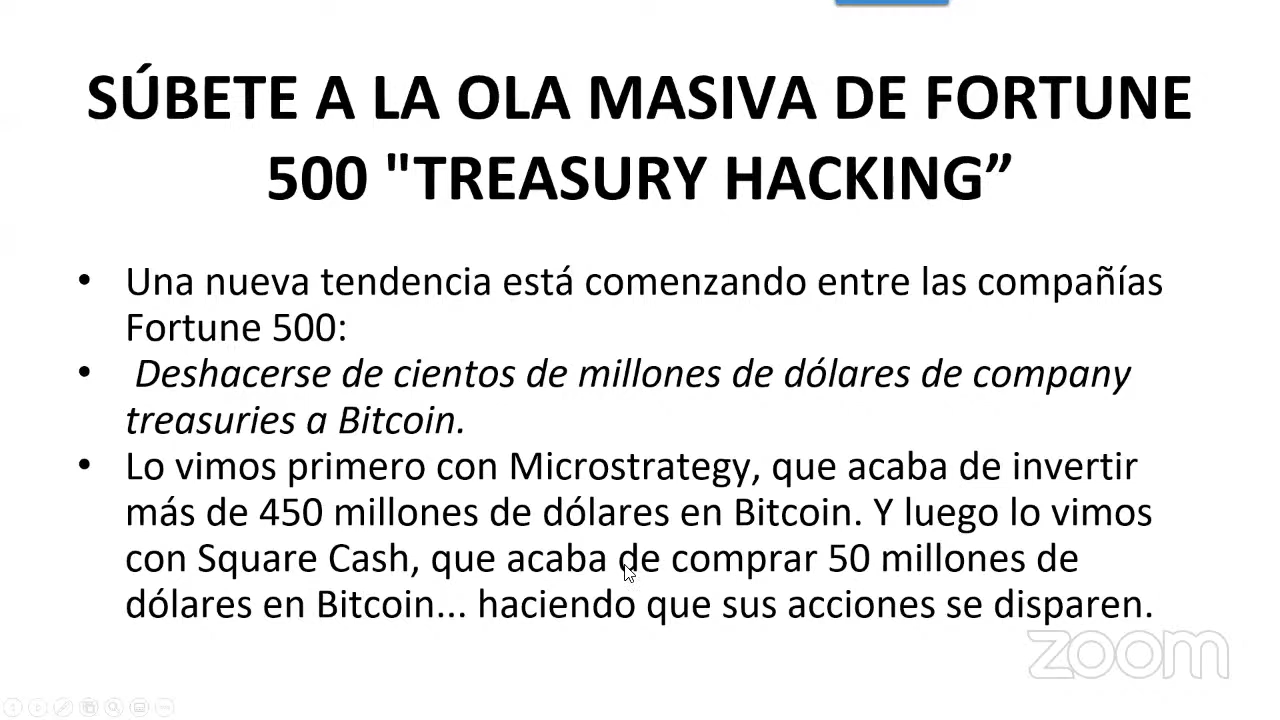 SÚBETE A LA OLA MASIVA DE FORTUNE
500 "TREASURY HACKING”
• Una nueva tendencia está comenzando entre las compañías
Fortune 500:
• Deshacerse de cientos de millones de dólares de company
treasuries a Bitcoin.
• Lo vimos primero con Microstrategy, que acaba de invertir
más de 450 millones de dólares en Bitcoin. Y luego lo vimos
con Square Cash, que acaba de comprar 50 millones de
dólares en Bitcoin... haciendo que sus acciones se disparen.
zoom